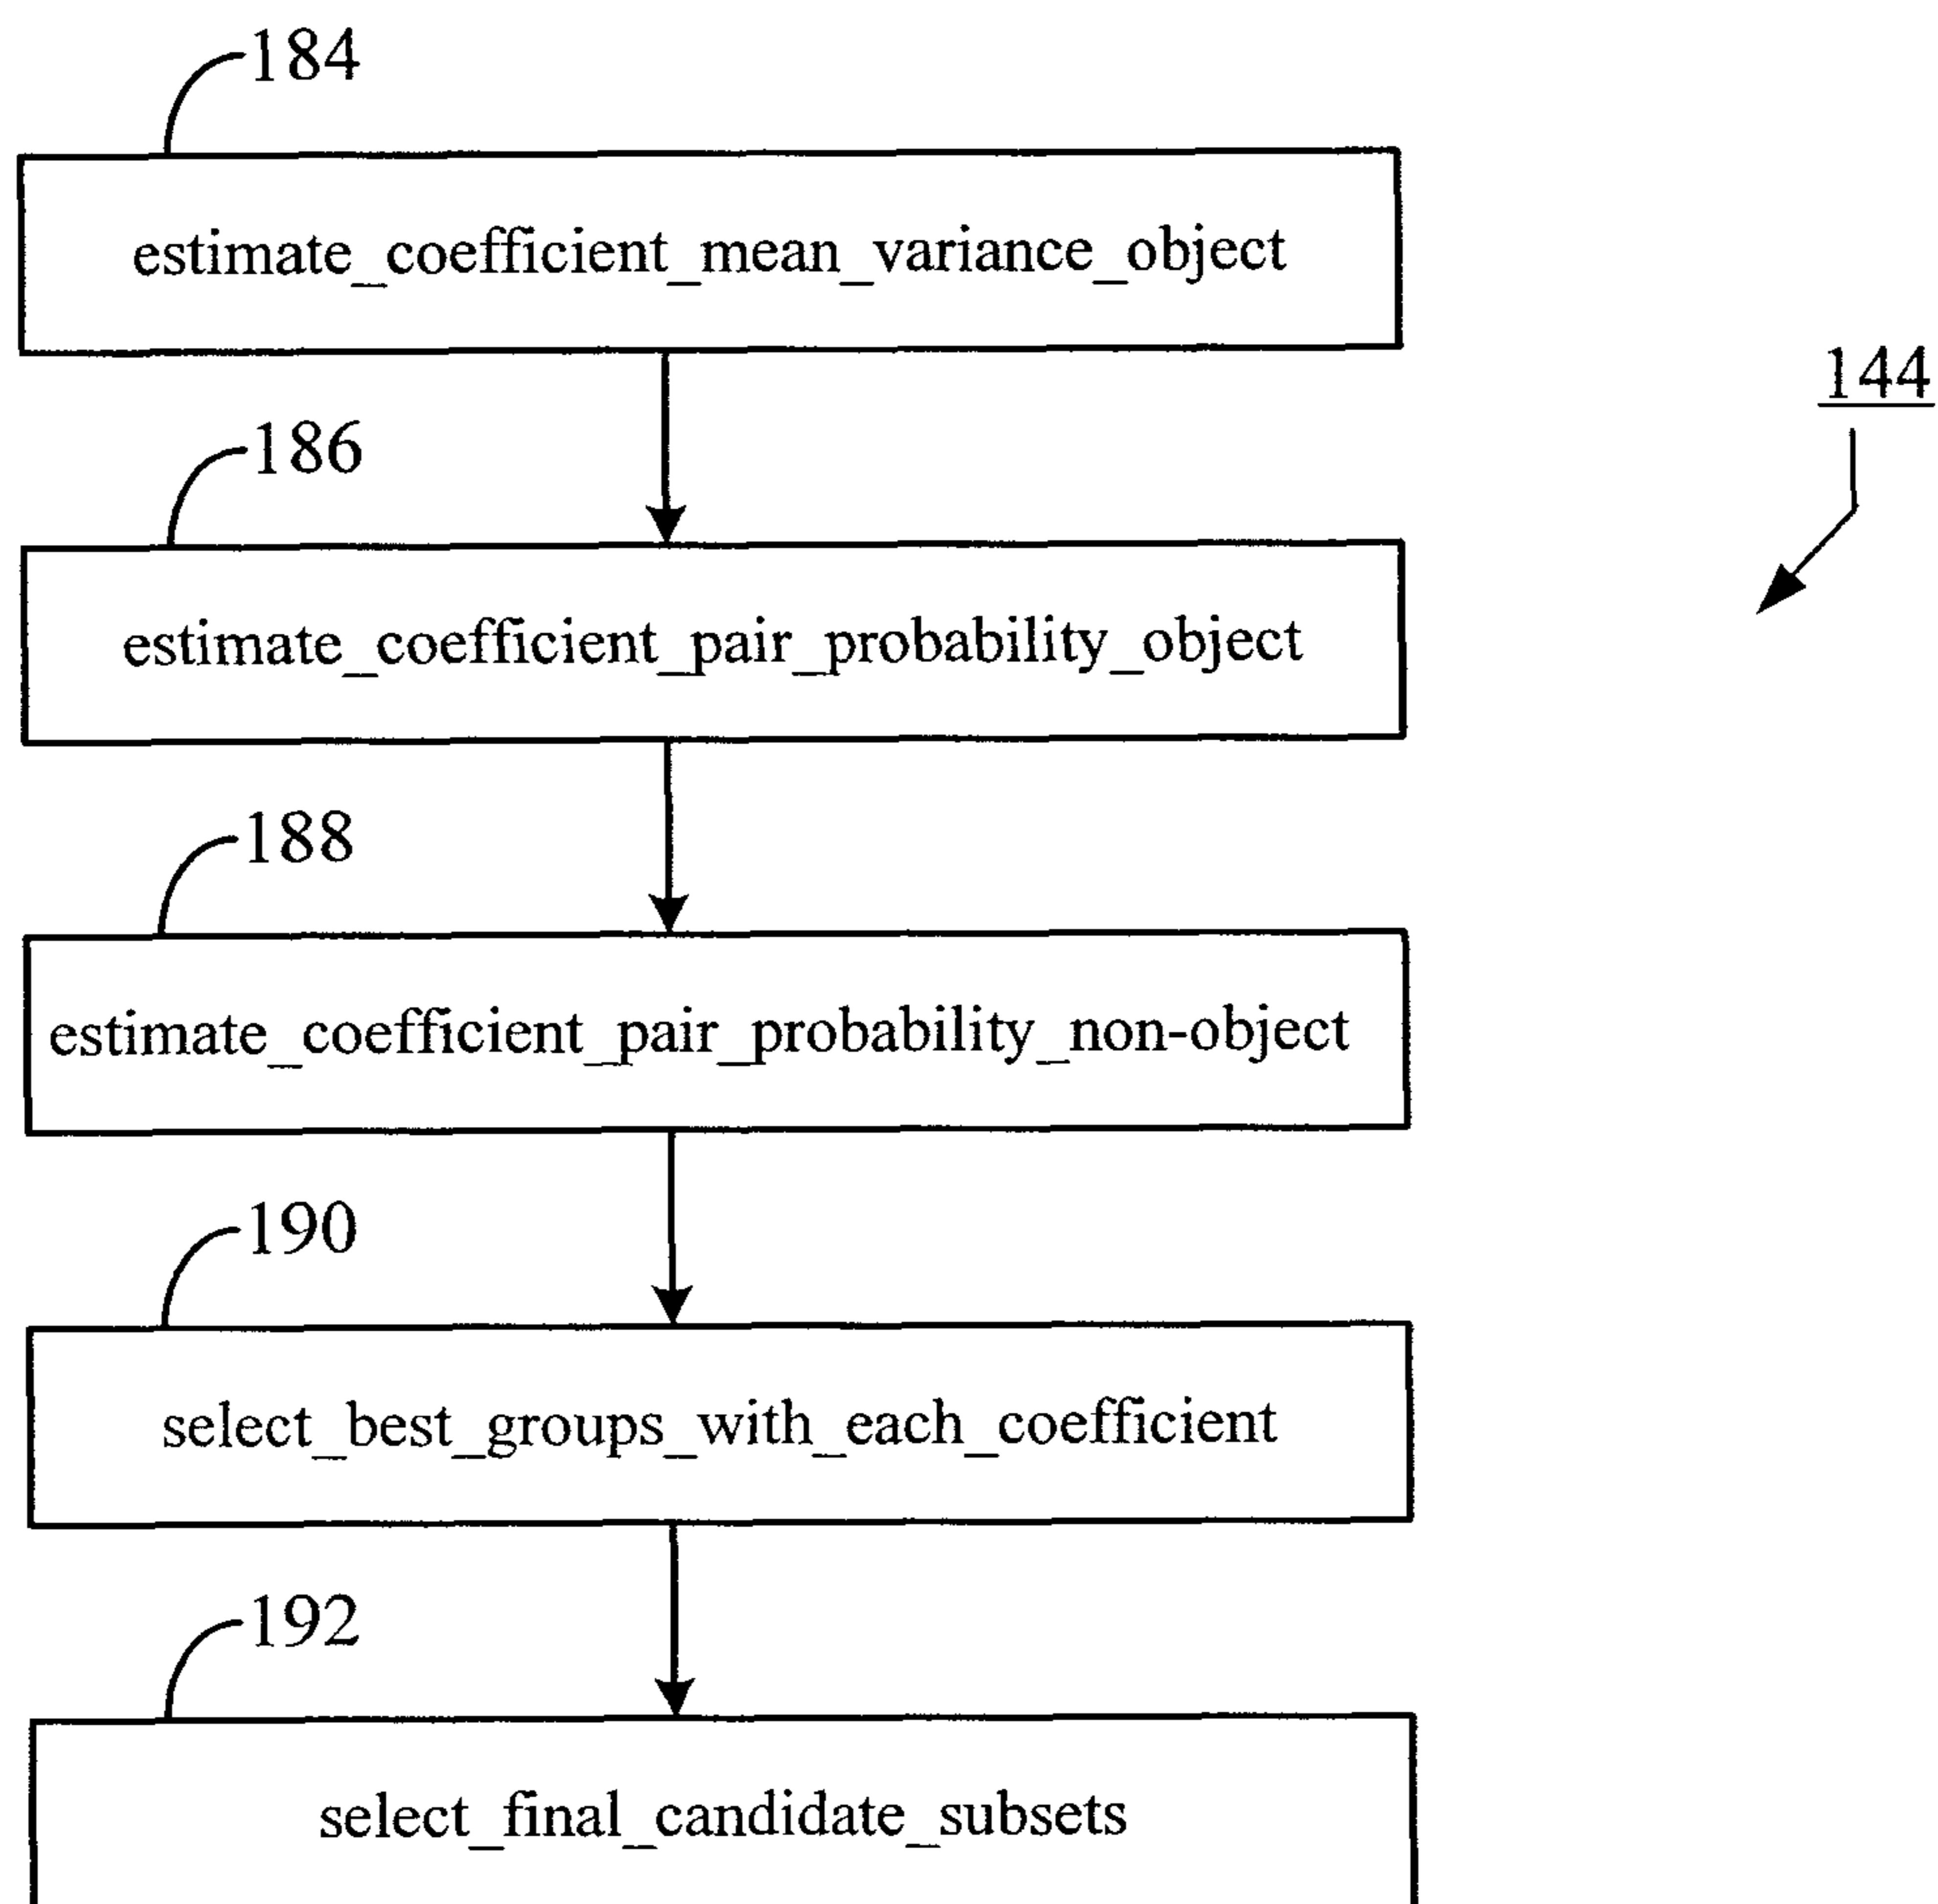 184
estimate_coefficient_mean_variance_object
144
186
estimate_coefficient_pair_probability_object
188
estimate_coefficient_pair_probability_non-object
190
select_best_groups_with_each_coefficient
192
select_final_candidate_subsets